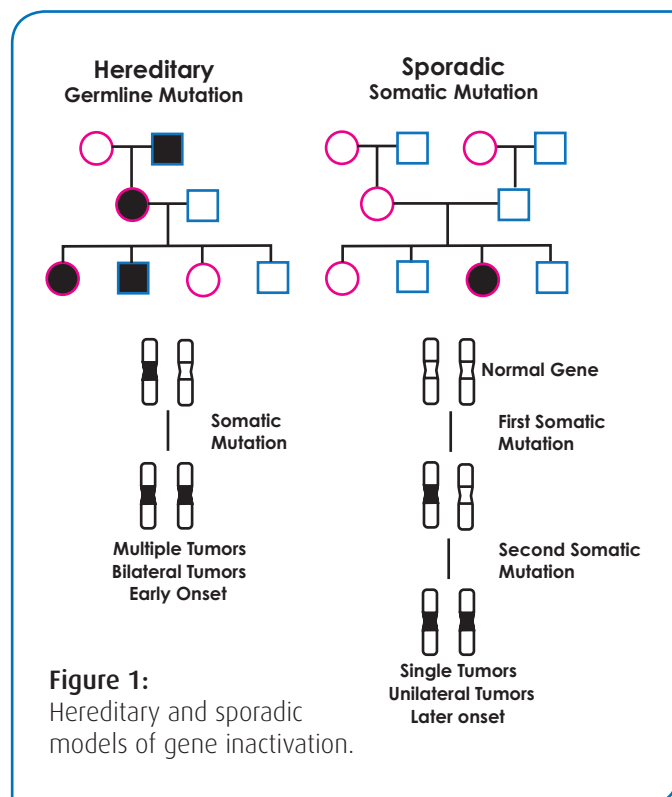 Hereditary
Germline Mutation
Sporadic
Somatic Mutation
Somatic
Mutation
Multiple Tumors
Bilateral Tumors
Early Onset
Normal Gene
First Somatic
Mutation
Second Somatic
Mutation
Single Tumors
Unilateral Tumors
Later onset
Figure 1:
Hereditary and sporadic
models of gene inactivation.